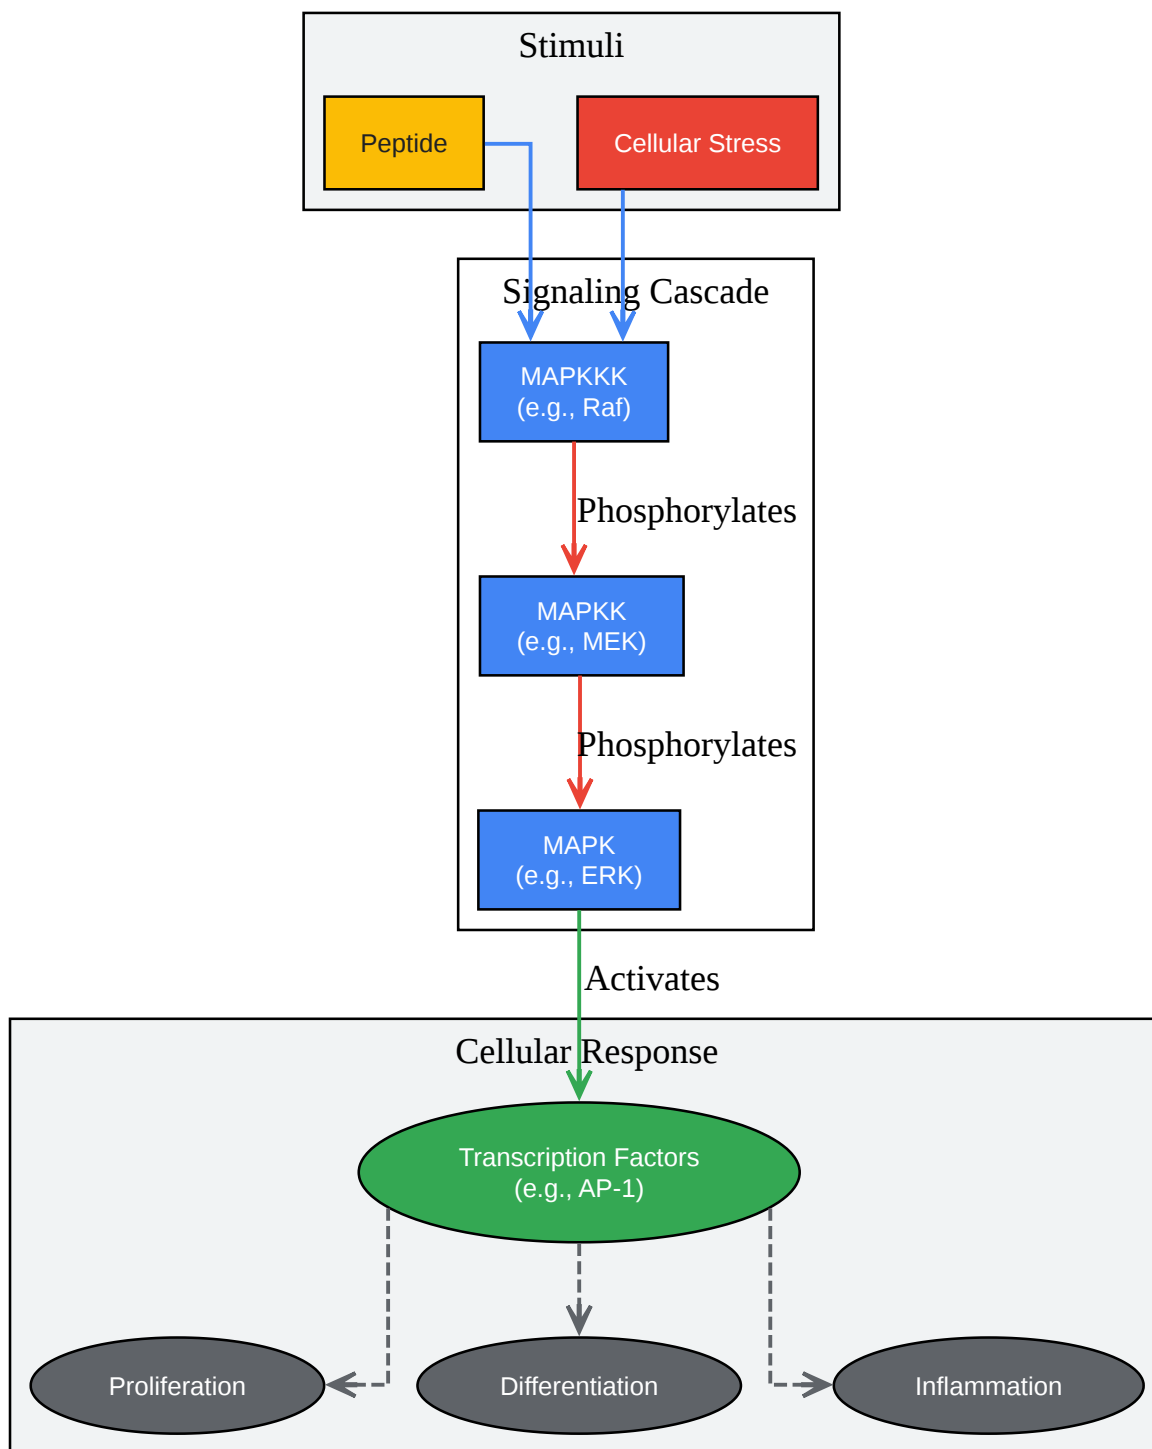 Stimuli
Peptide
Cellular Stress
Signaling Cascade
MAPKKK
(e.g., Raf)
Phosphorylates
MAPKK
(e.g., MEK)
Phosphorylates
MAPK
(e.g., ERK)
Activates
Cellular Response
Transcription Factors
(e.g., AP-1)
Proliferation
Differentiation
Inflammation